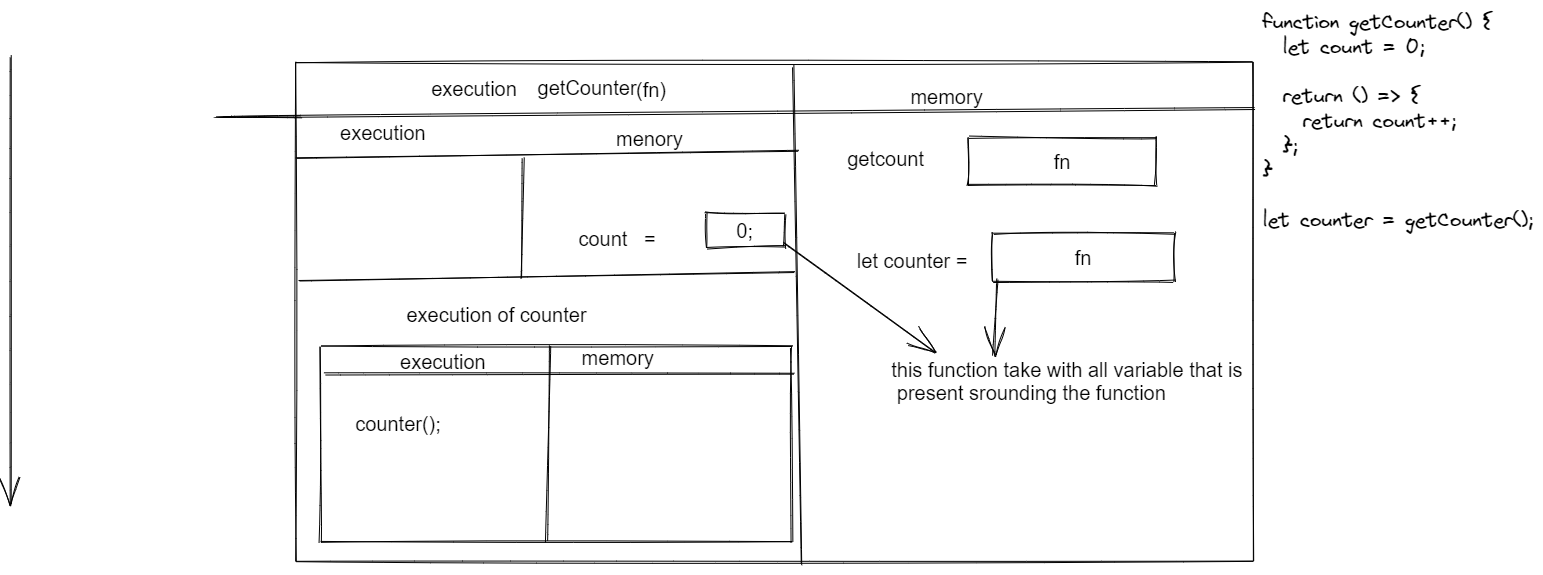 execution getCounter(fn)
memory
execution
menory
count = 0;
execution of counter
execution
memory
counter();
getcount fn
let counter = fn
this function take with all variable that is
present srounding the function
function getCounter() {
let count = 0;
return () => {
return count++;
};
}
let counter = getCounter();